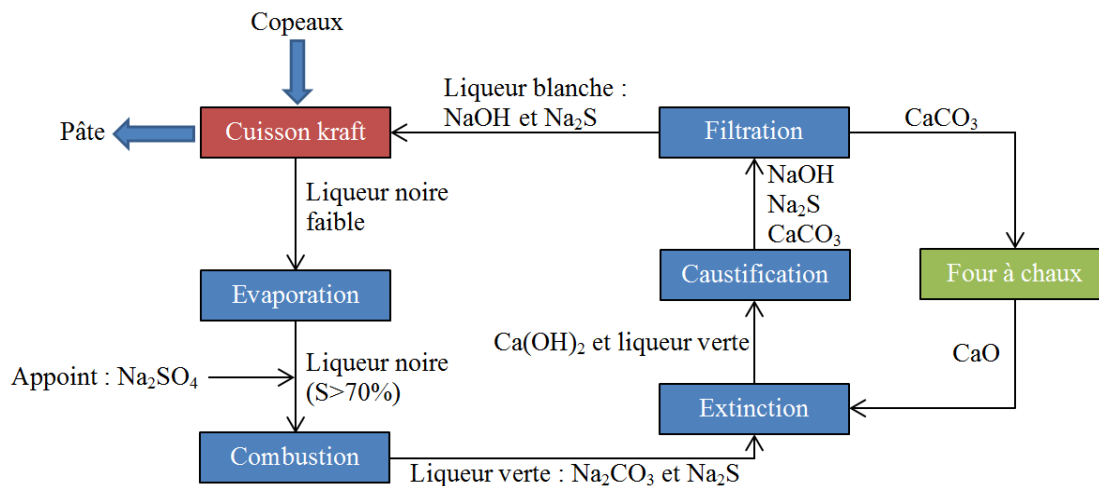 Copeaux
Pâte
Cuisson kraft
Liqueur blanche :
NaOH et Na₂S
Filtration
CaCO₃
Liqueur noire
faible
NaOH
Na₂S
CaCO₃
Evaporation
Caustification
Four à chaux
Appoint : Na₂SO₄
Liqueur noire
(S>70%)
Ca(OH)₂ et liqueur verte
CaO
Combustion
Extinction
Liqueur verte : Na₂CO₃ et Na₂S